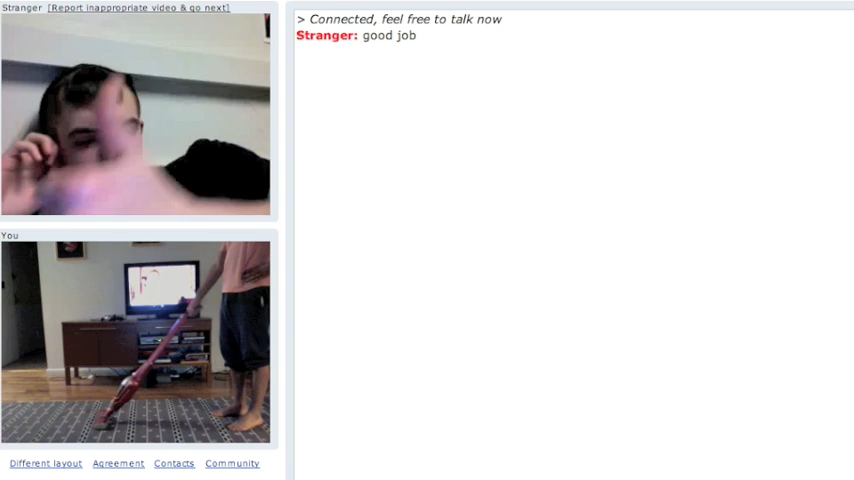 Stranger [Report inappropriate video & go next]
> Connected, feel free to talk now
Stranger: good job
You
Different layout Agreement Contacts Community